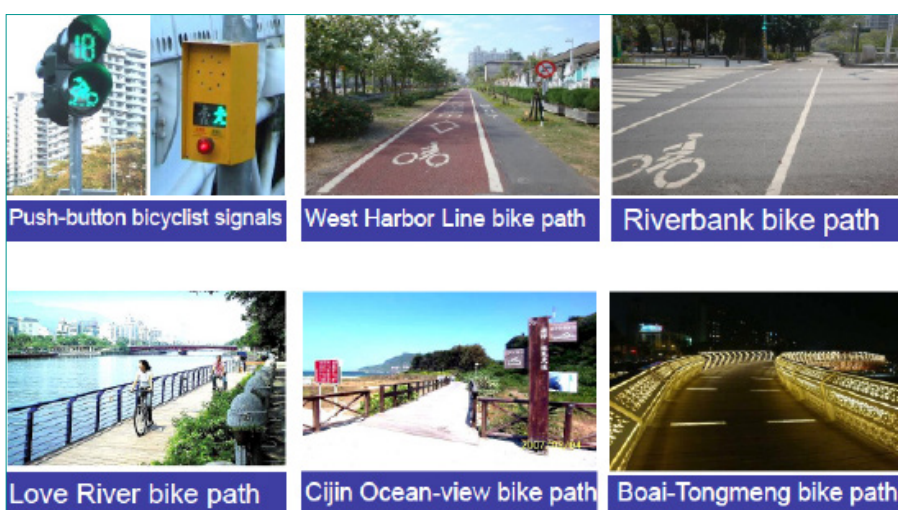 18
Push-button bicyclist signals
West Harbor Line bike path
Riverbank bike path
Love River bike path
Cijin Ocean-view bike path
Boai-Tongmeng bike path